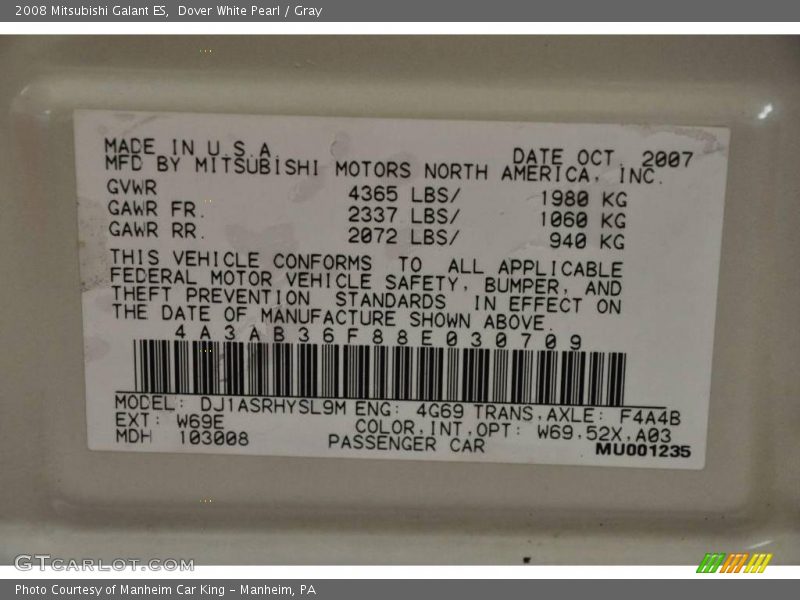 2008 Mitsubishi Galant ES, Dover White Pearl / Gray
MADE IN U.S.A. DATE OCT. 2007
MFD BY MITSUBISHI MOTORS NORTH AMERICA, INC.
GVWR 4365 LBS/ 1980 KG
GAWR FR. 2337 LBS/ 1060 KG
GAWR RR. 2072 LBS/ 940 KG
THIS VEHICLE CONFORMS TO ALL APPLICABLE
FEDERAL MOTOR VEHICLE SAFETY, BUMPER, AND
THEFT PREVENTION STANDARDS IN EFFECT ON
THE DATE OF MANUFACTURE SHOWN ABOVE.
4A3AB36F88E030709
MODEL: DJ1ASRHYSL9M ENG: 4G69 TRANS.AXLE: F4A4B
EXT: W69E COLOR.INT.OPT: W69.52X.A03
MDH 103008 PASSENGER CAR MU001235
GTCARLOT.COM
Photo Courtesy of Manheim Car King - Manheim, PA